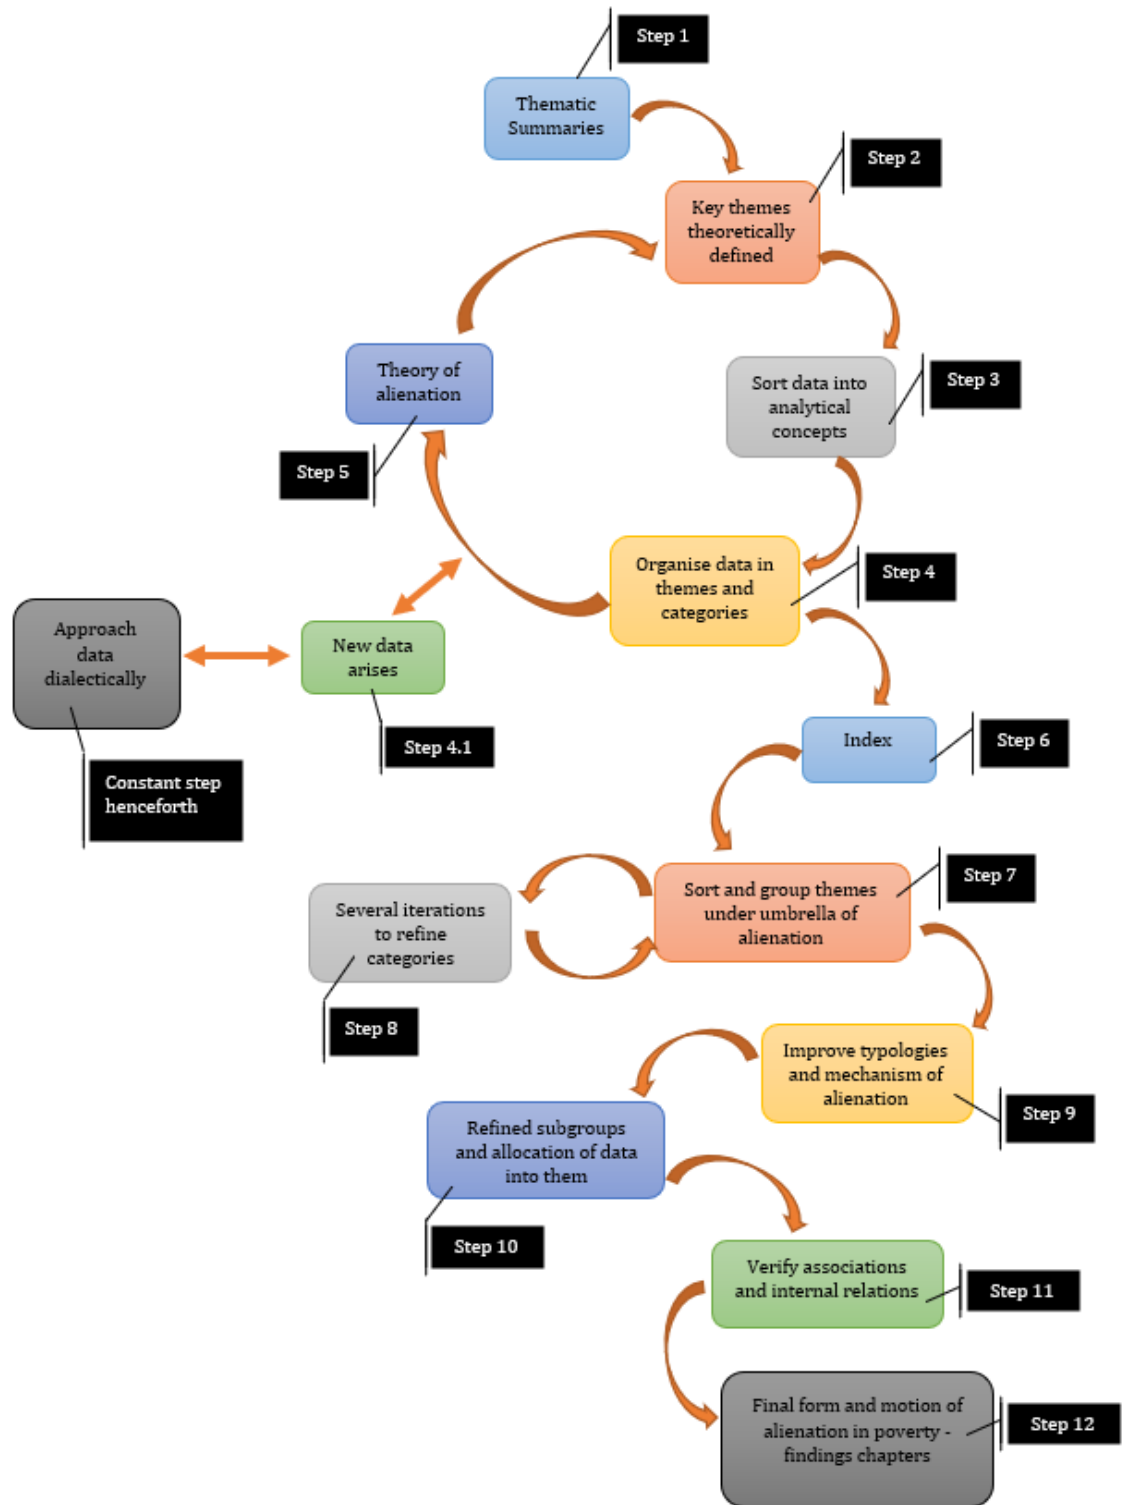 Step 1
Thematic
Summaries
Step 2
Key themes
theoretically
defined
Theory of
alienation
Step 3
Sort data into
analytical
concepts
Step 5
Organise data in
themes and
categories
Step 4
Approach
data
dialectically
New data
arises
Step 4.1
Constant step
henceforth
Index
Step 6
Sort and group themes
under umbrella of
alienation
Step 7
Several iterations
to refine
categories
Step 8
Improve typologies
and mechanism of
alienation
Step 9
Refined subgroups
and allocation of data
into them
Step 10
Verify associations
and internal relations
Step 11
Final form and motion of
alienation in poverty -
findings chapters
Step 12